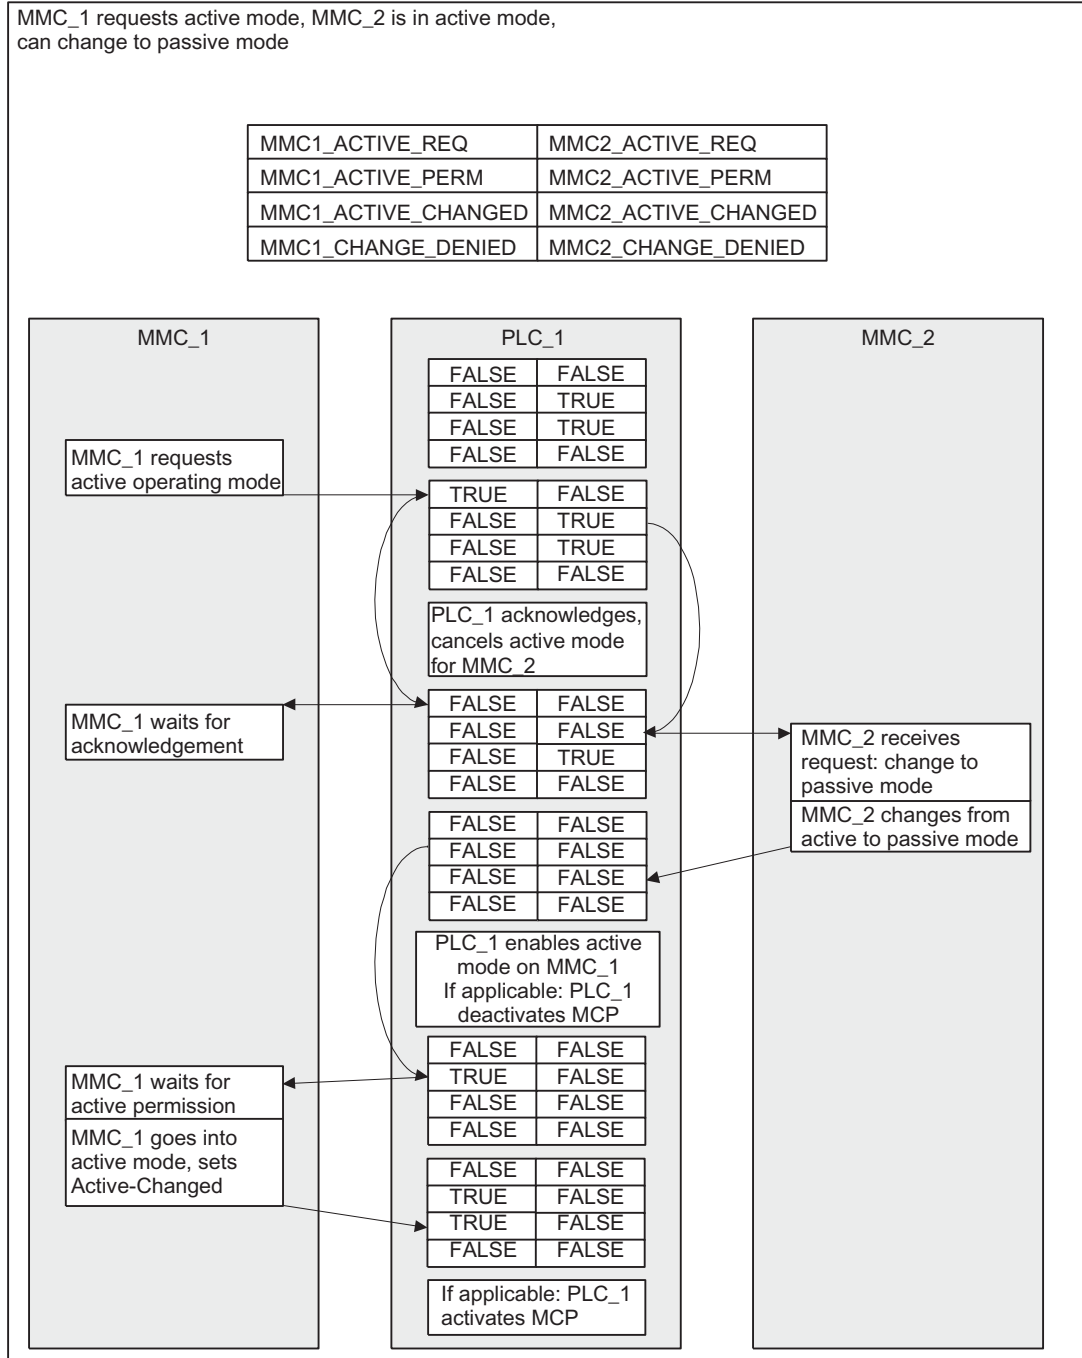 MMC_1 requests active mode, MMC_2 is in active mode,
can change to passive mode
MMC1_ACTIVE_REQ MMC2_ACTIVE_REQ
MMC1_ACTIVE_PERM MMC2_ACTIVE_PERM
MMC1_ACTIVE_CHANGED MMC2_ACTIVE_CHANGED
MMC1_CHANGE_DENIED MMC2_CHANGE_DENIED
MMC_1
PLC_1
MMC_2
FALSE FALSE
FALSE TRUE
FALSE TRUE
FALSE FALSE
MMC_1 requests
active operating mode
TRUE FALSE
FALSE TRUE
FALSE TRUE
FALSE FALSE
PLC_1 acknowledges,
cancels active mode
for MMC_2
FALSE FALSE
FALSE FALSE
FALSE TRUE
FALSE FALSE
MMC_1 waits for
acknowledgement
MMC_2 receives
request: change to
passive mode
MMC_2 changes from
active to passive mode
FALSE FALSE
FALSE FALSE
FALSE FALSE
FALSE FALSE
PLC_1 enables active
mode on MMC_1
If applicable: PLC_1
deactivates MCP
FALSE FALSE
TRUE FALSE
FALSE FALSE
FALSE FALSE
MMC_1 waits for
active permission
MMC_1 goes into
active mode, sets
Active-Changed
FALSE FALSE
TRUE FALSE
TRUE FALSE
FALSE FALSE
If applicable: PLC_1
activates MCP